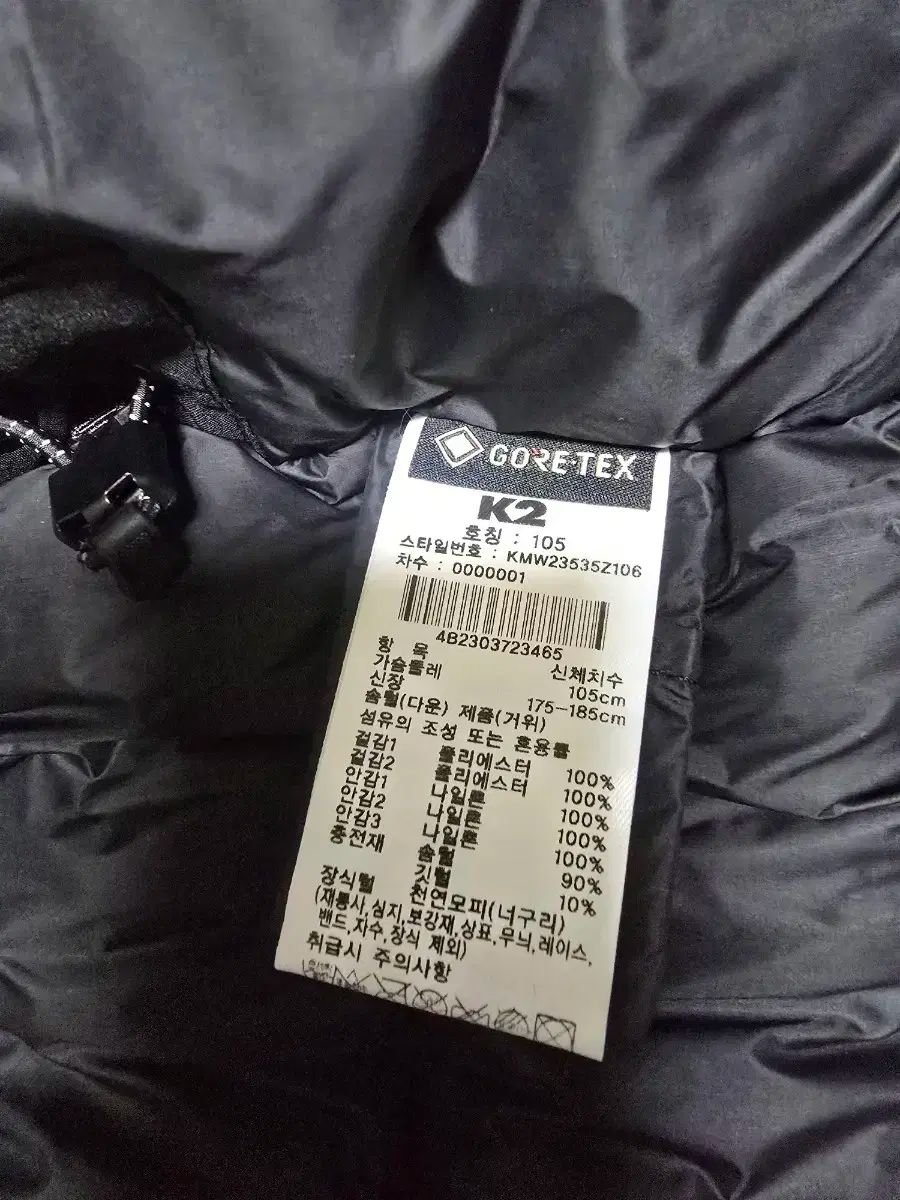 GORE-TEX
K2
호칭 : 105
스타일번호 : KMW23535Z106
차수 : 0000001
4B2303723465
항 목 신체치수
가슴둘레 105cm
신장 175-185cm
솜털(다운) 제품(거위)
섬유의 조성 또는 혼용률
겉감1 폴리에스터 100%
겉감2 폴리에스터 100%
안감1 나일론 100%
안감2 나일론 100%
안감3 나일론 100%
충전재 솜털 90%
깃털 10%
장식털 천연모피(너구리)
(재봉사,심지,보강재,상표,무늬,레이스,
밴드,자수,장식 제외)
취급시 주의사항